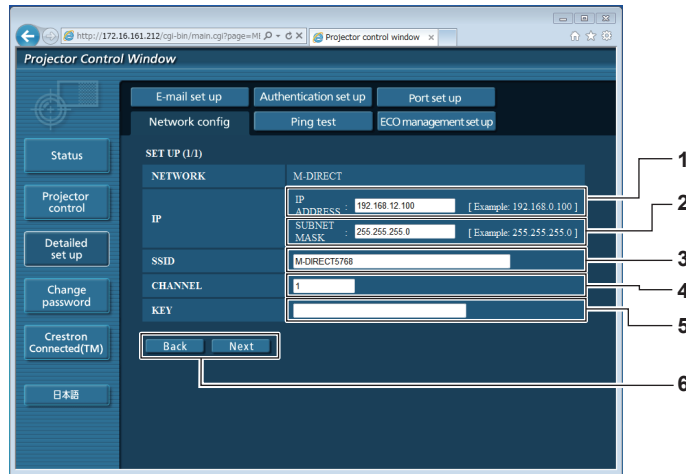 http://172.16.161.212/cgi-bin/main.cgi?page=MI
Projector control window
Projector Control Window
E-mail set up
Authentication set up
Port set up
Network config
Ping test
ECO management set up
Status
Projector control
Detailed set up
Change password
Crestron Connected(TM)
日本語
SET UP (1/1)
NETWORK M-DIRECT
IP
IP ADDRESS : 192.168.12.100 [ Example: 192.168.0.100 ]
SUBNET MASK : 255.255.255.0 [ Example: 255.255.255.0 ]
SSID M-DIRECT5768
CHANNEL 1
KEY
Back Next
1
2
3
4
5
6